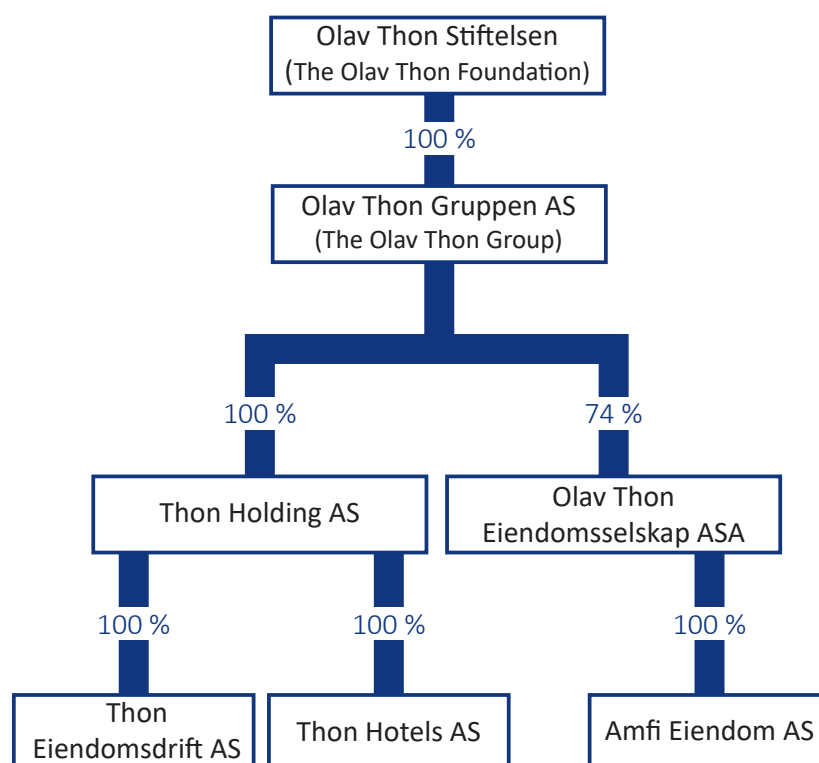 Olav Thon Stiftelsen
(The Olav Thon Foundation)
100 %
Olav Thon Gruppen AS
(The Olav Thon Group)
100 %
74 %
Thon Holding AS
Olav Thon
Eiendomsselskap ASA
100 %
100 %
100 %
Thon
Eiendomsdrift AS
Thon Hotels AS
Amfi Eiendom AS